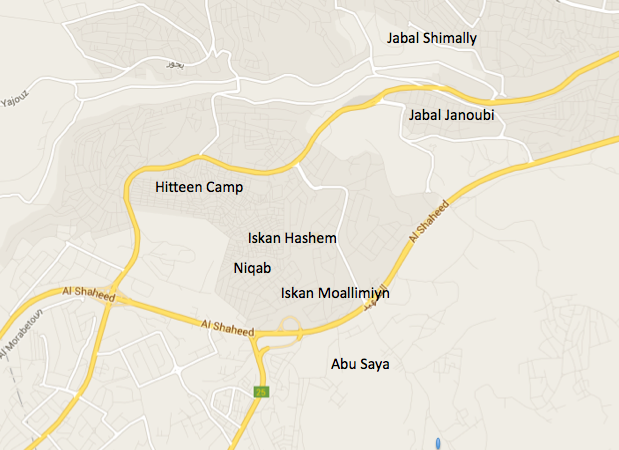 Jabal Shimally
ياجوز
Yajouz
Jabal Janoubi
Hitteen Camp
Al Shaheed
Iskan Hashem
Niqab
Iskan Moallimiyn
Al Shaheed
Al Morabetoun
Al Shaheed
Abu Saya
25